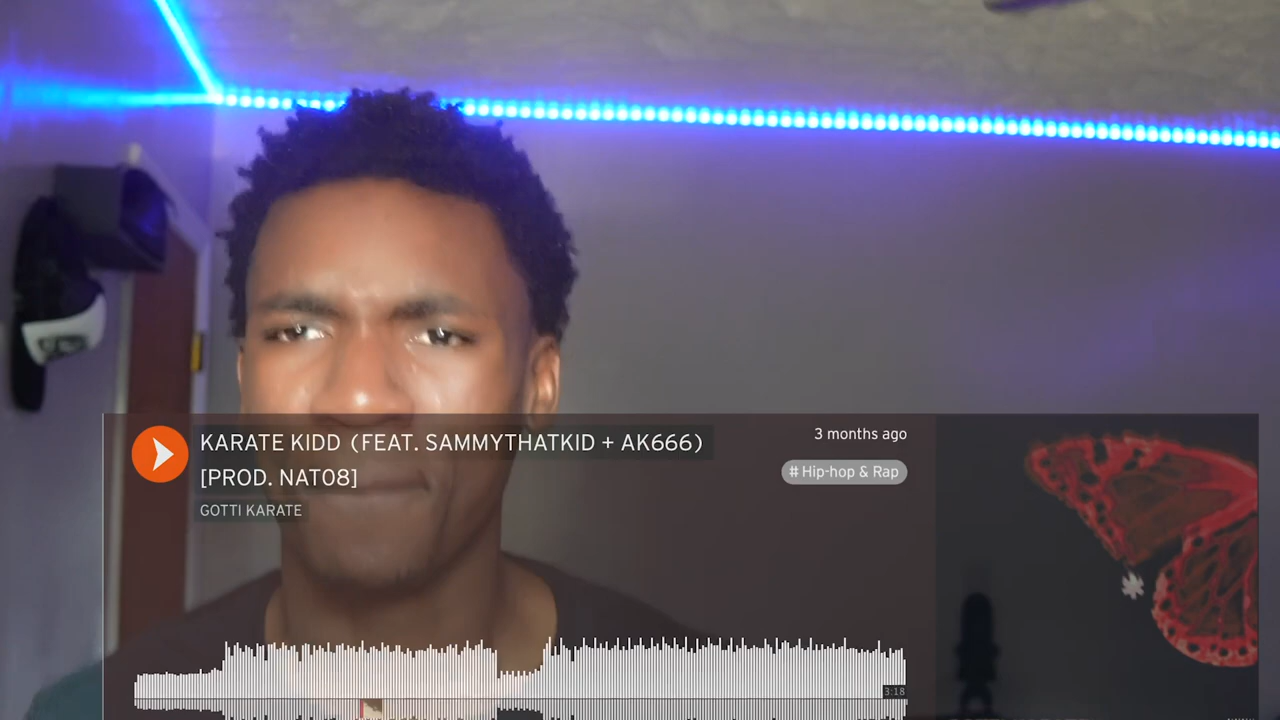 KARATE KIDD (FEAT. SAMMYTHATKID + AK666)
[PROD. NAT08]
GOTTI KARATE
3 months ago
# Hip-hop & Rap
3:18